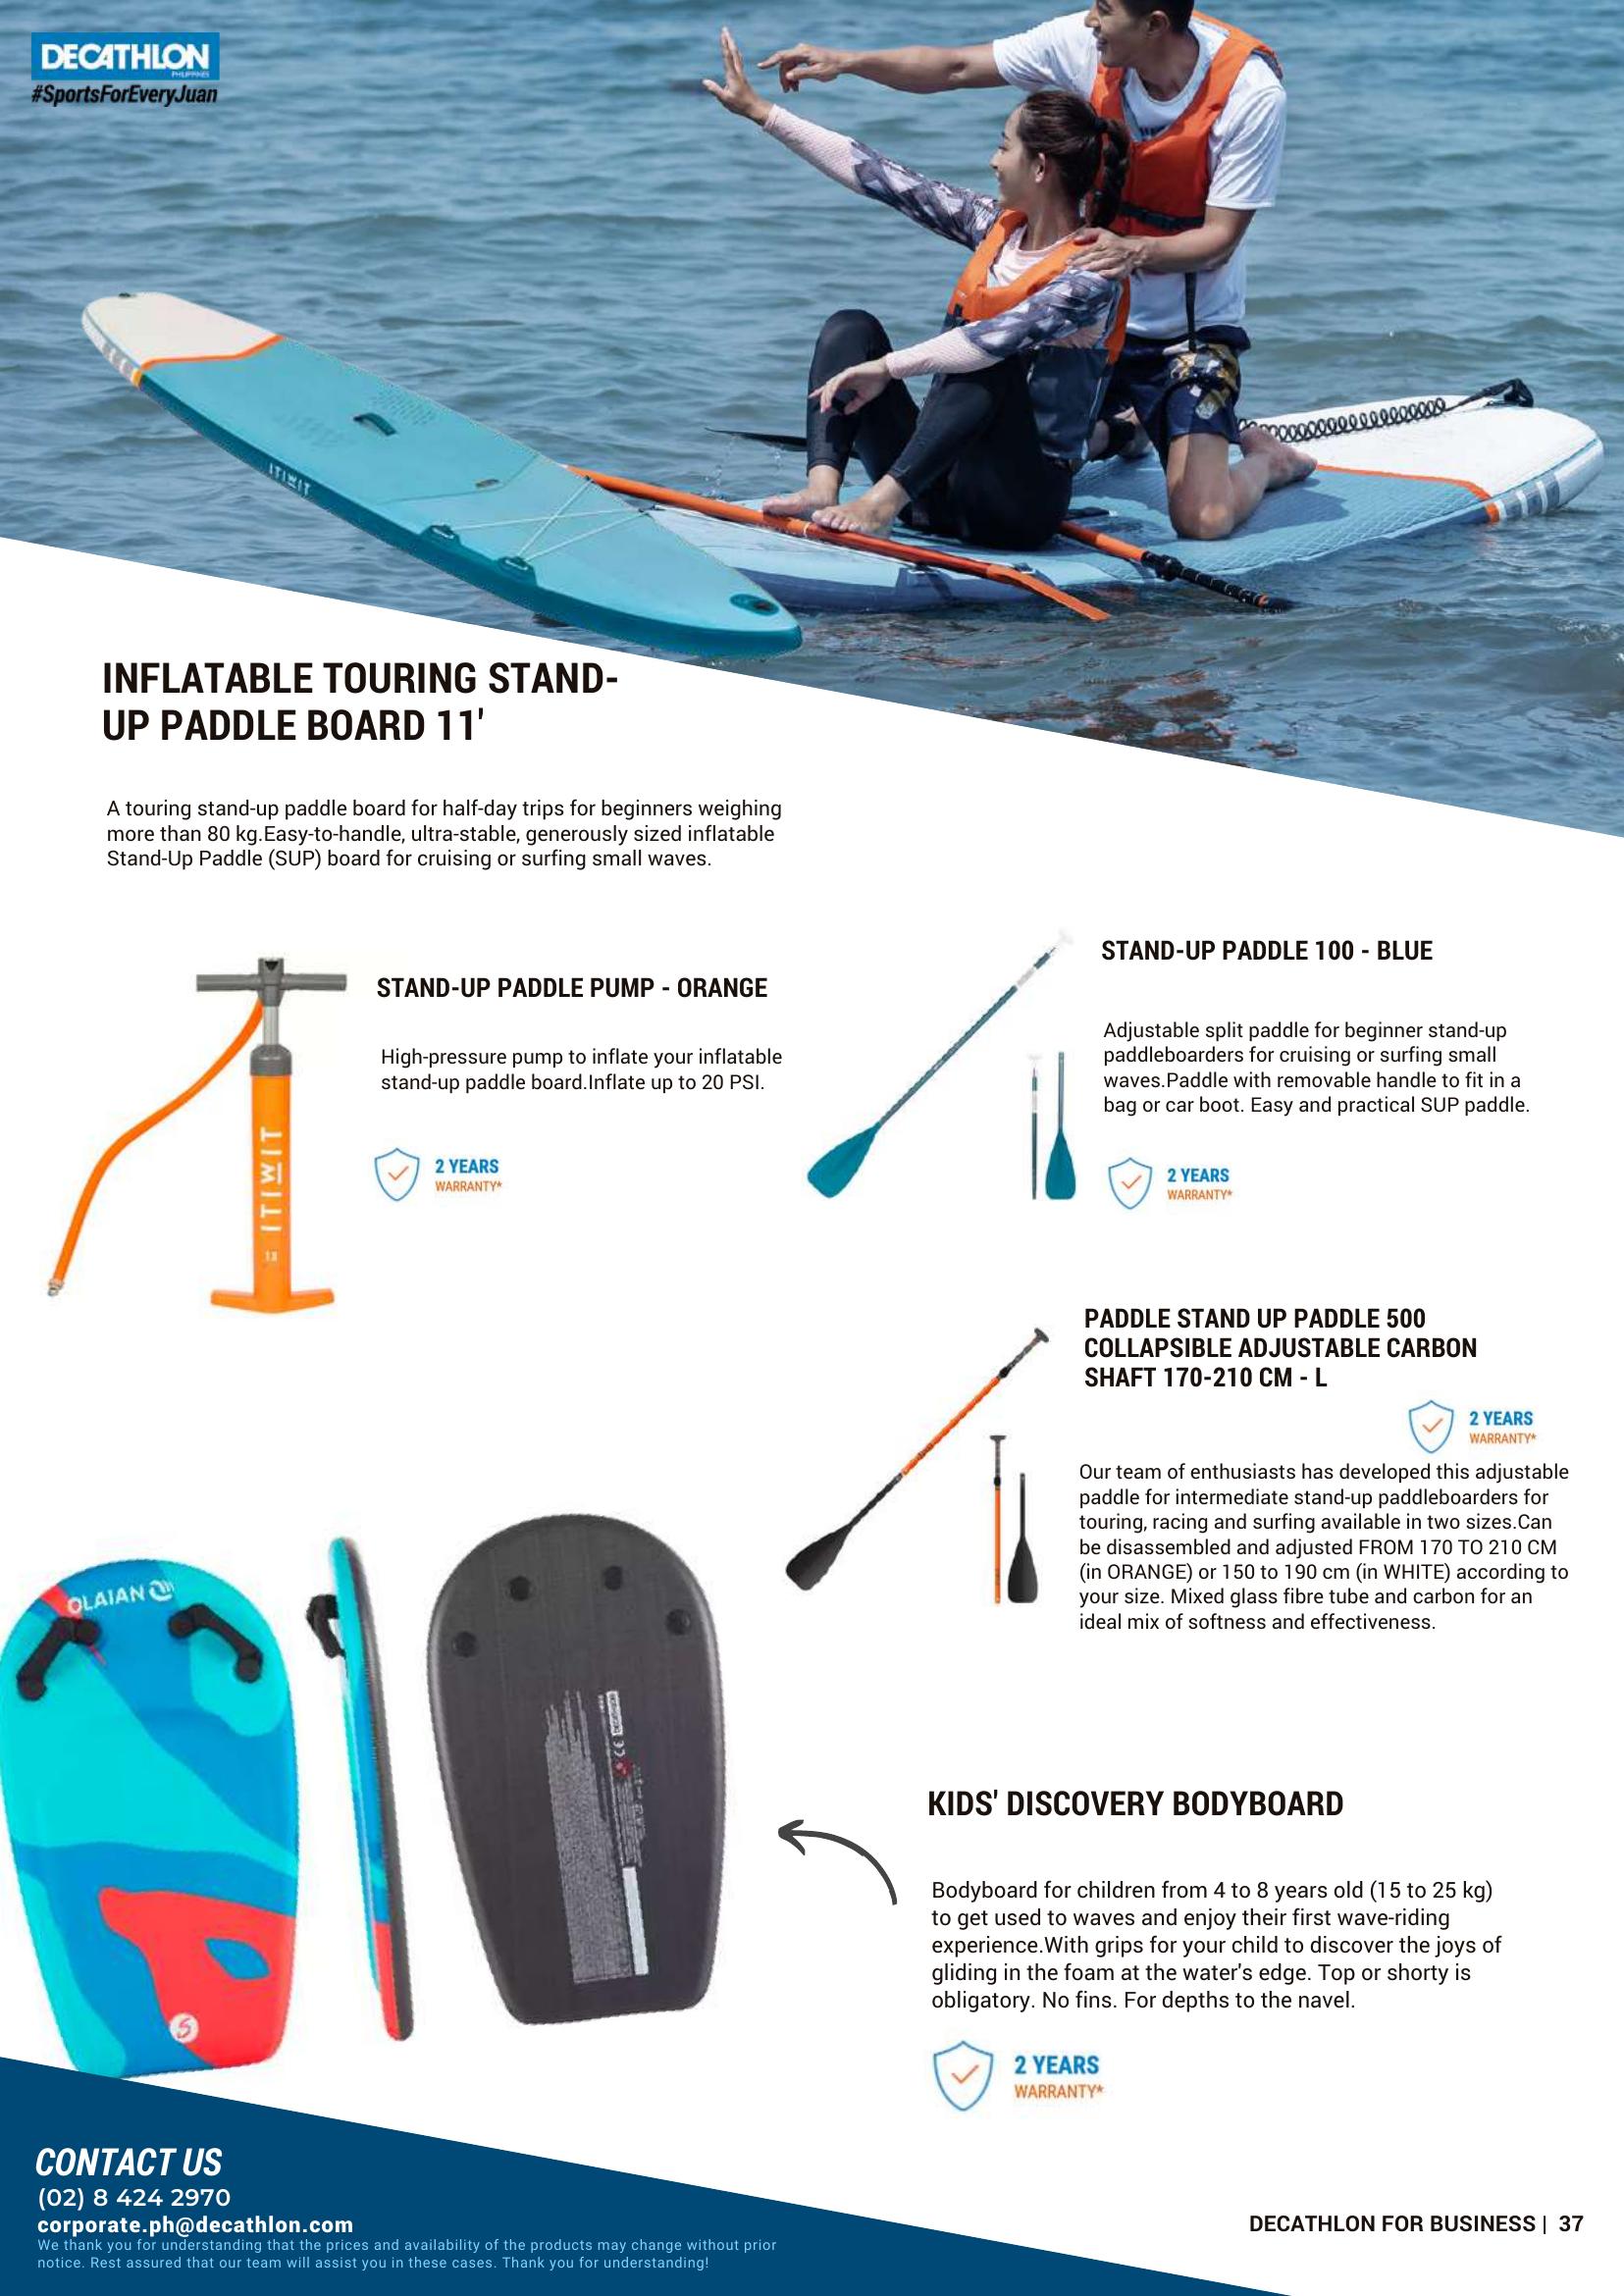 DECATHLON
PHILIPPINES
#SportsForEveryJuan
ITIWIT
INFLATABLE TOURING STAND-
UP PADDLE BOARD 11'
A touring stand-up paddle board for half-day trips for beginners weighing
more than 80 kg.Easy-to-handle, ultra-stable, generously sized inflatable
Stand-Up Paddle (SUP) board for cruising or surfing small waves.
STAND-UP PADDLE PUMP - ORANGE
High-pressure pump to inflate your inflatable
stand-up paddle board.Inflate up to 20 PSI.
2 YEARS
WARRANTY*
ITIWIT
STAND-UP PADDLE 100 - BLUE
Adjustable split paddle for beginner stand-up
paddleboarders for cruising or surfing small
waves.Paddle with removable handle to fit in a
bag or car boot. Easy and practical SUP paddle.
2 YEARS
WARRANTY*
PADDLE STAND UP PADDLE 500
COLLAPSIBLE ADJUSTABLE CARBON
SHAFT 170-210 CM - L
2 YEARS
WARRANTY*
Our team of enthusiasts has developed this adjustable
paddle for intermediate stand-up paddleboarders for
touring, racing and surfing available in two sizes.Can
be disassembled and adjusted FROM 170 TO 210 CM
(in ORANGE) or 150 to 190 cm (in WHITE) according to
your size. Mixed glass fibre tube and carbon for an
ideal mix of softness and effectiveness.
OLAIAN
S
CE
KIDS' DISCOVERY BODYBOARD
Bodyboard for children from 4 to 8 years old (15 to 25 kg)
to get used to waves and enjoy their first wave-riding
experience.With grips for your child to discover the joys of
gliding in the foam at the water's edge. Top or shorty is
obligatory. No fins. For depths to the navel.
2 YEARS
WARRANTY*
CONTACT US
(02) 8 424 2970
corporate.ph@decathlon.com
We thank you for understanding that the prices and availability of the products may change without prior
notice. Rest assured that our team will assist you in these cases. Thank you for understanding!
DECATHLON FOR BUSINESS | 37